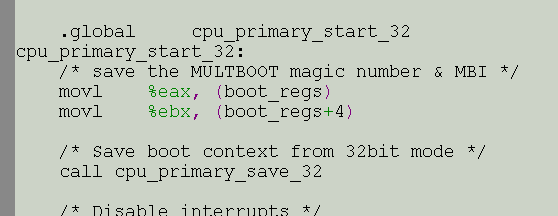 .global cpu_primary_start_32
cpu_primary_start_32:
/* save the MULTBOOT magic number & MBI */
movl %eax, (boot_regs)
movl %ebx, (boot_regs+4)
/* Save boot context from 32bit mode */
call cpu_primary_save_32
/* Disable interrupts */